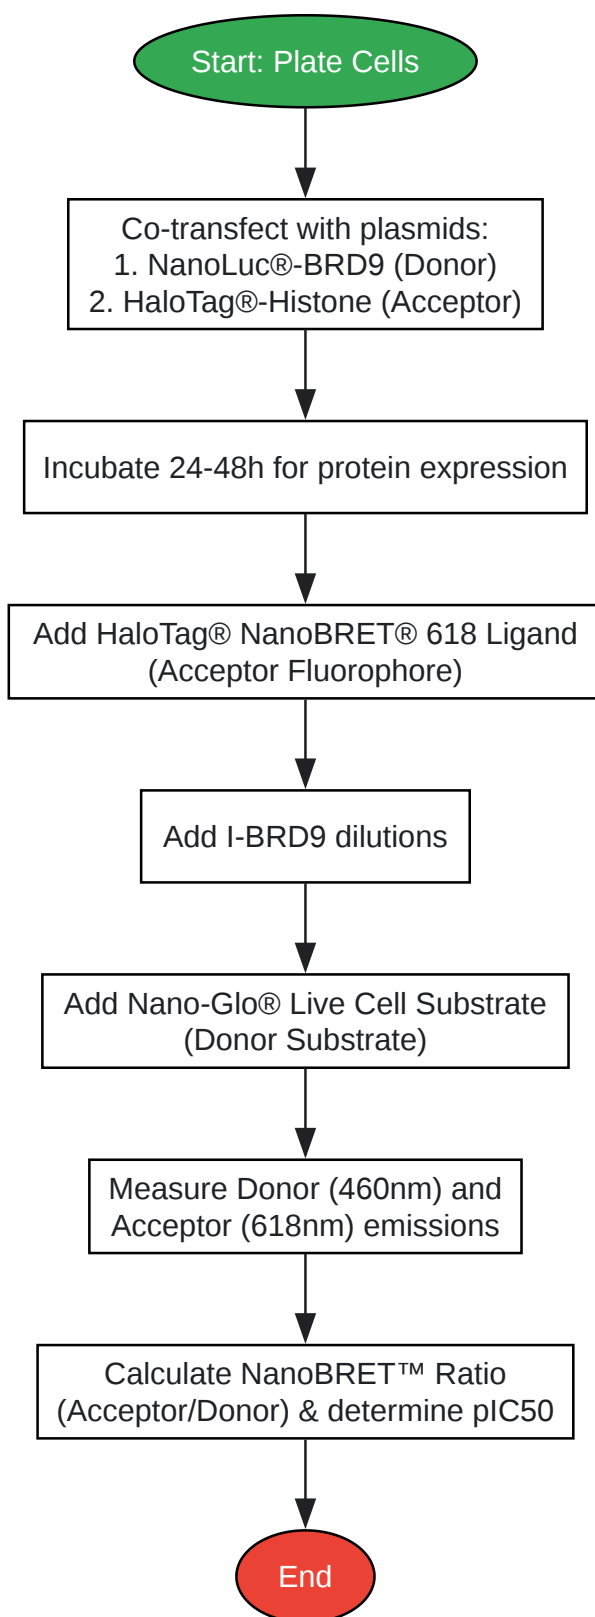 Start: Plate Cells
Co-transfect with plasmids:
1. NanoLuc®-BRD9 (Donor)
2. HaloTag®-Histone (Acceptor)
Incubate 24-48h for protein expression
Add HaloTag® NanoBRET® 618 Ligand
(Acceptor Fluorophore)
Add I-BRD9 dilutions
Add Nano-Glo® Live Cell Substrate
(Donor Substrate)
Measure Donor (460nm) and
Acceptor (618nm) emissions
Calculate NanoBRET™ Ratio
(Acceptor/Donor) & determine pIC50
End